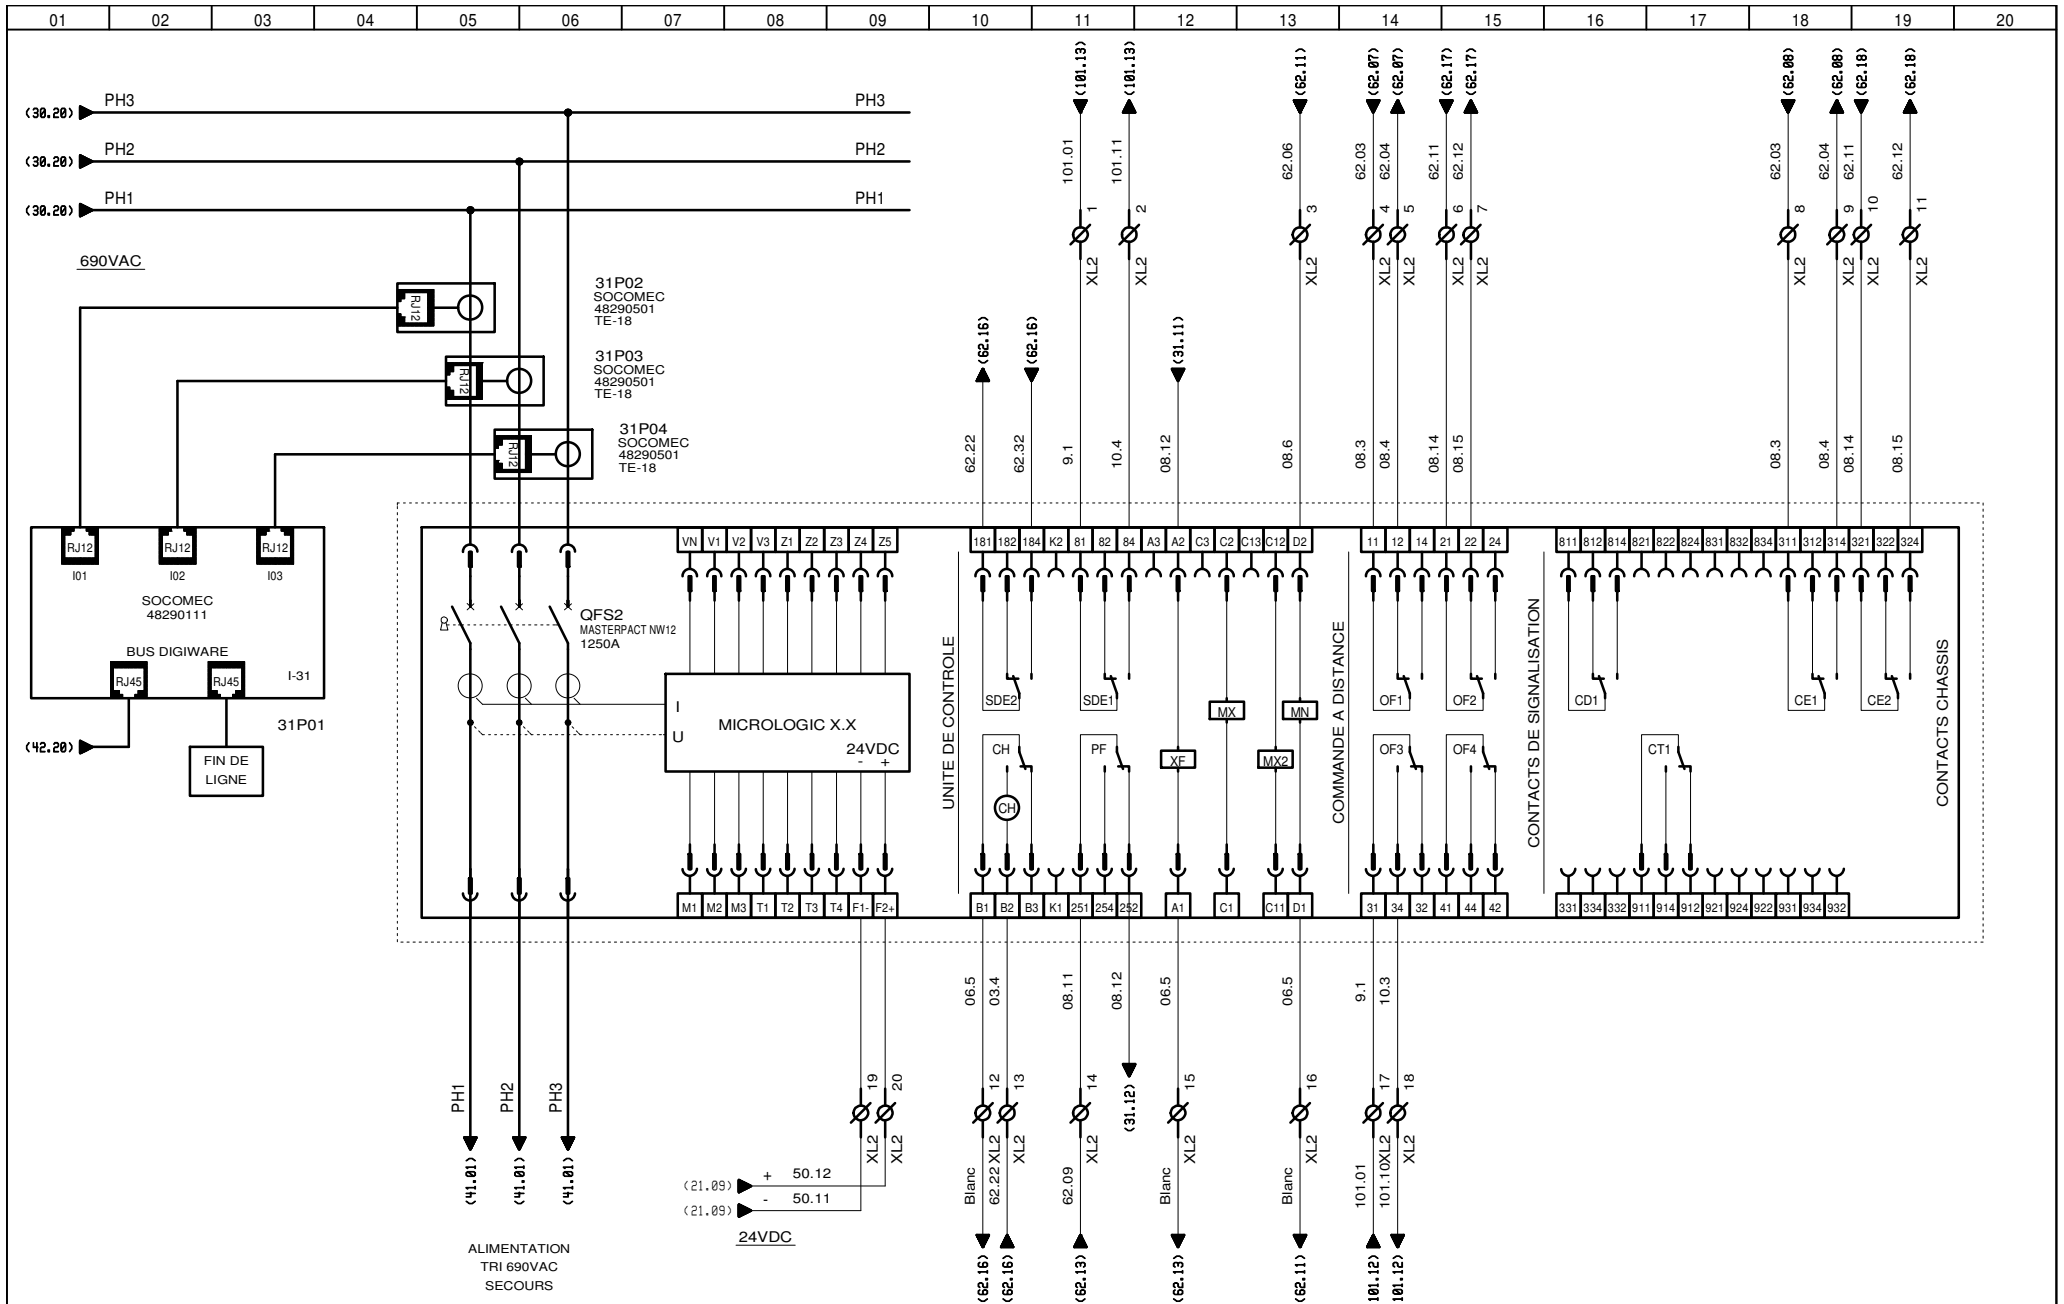 01 02 03 04 05 06 07 08 09 10 11 12 13 14 15 16 17 18 19 20
(101.13) (101.13) (62.11) (62.07) (62.07) (62.17) (62.17) (62.08) (62.08) (62.18) (62.18)
(30.20) PH3 PH3
(30.20) PH2 PH2
(30.20) PH1 PH1
101.01 101.11 62.06 62.03 62.04 62.11 62.12 62.03 62.04 62.11 62.12
1 2 3 4 5 6 7 8 9 10 11
XL2 XL2 XL2 XL2 XL2 XL2 XL2 XL2 XL2 XL2 XL2
690VAC
RJ12
31P02
SOCOMEC
48290501
TE-18
RJ12
31P03
SOCOMEC
48290501
TE-18
RJ12
31P04
SOCOMEC
48290501
TE-18
(62.16) (62.16) (31.11)
62.22 62.32 9.1 10.4 08.12 08.6 08.3 08.4 08.14 08.15 08.3 08.4 08.14 08.15
RJ12 RJ12 RJ12
I01 I02 I03
SOCOMEC
48290111
BUS DIGIWARE
RJ45 RJ45
I-31
31P01
(42.20)
FIN DE
LIGNE
VN V1 V2 V3 Z1 Z2 Z3 Z4 Z5
181 182 184 K2 81 82 84 A3 A2 C3 C2 C13 C12 D2
11 12 14 21 22 24
811 812 814 821 822 824 831 832 834 311 312 314 321 322 324
QFS2
MASTERPACT NW12
1250A
I
U
MICROLOGIC X.X
24VDC
- +
UNITE DE CONTROLE
SDE2 SDE1
CH PF
CH
XF
MX
MX2
MN
COMMANDE A DISTANCE
OF1 OF2
OF3 OF4
CONTACTS DE SIGNALISATION
CD1 CE1 CE2
CT1
CONTACTS CHASSIS
M1 M2 M3 T1 T2 T3 T4 F1- F2+
B1 B2 B3 K1 251 254 252 A1 C1 C11 D1
31 34 32 41 44 42
331 334 332 911 914 912 921 924 922 931 934 932
06.5 03.4 08.11 08.12 06.5 06.5 9.1 10.3
PH1 PH2 PH3
19 20 12 13 14 15 16 17 18
XL2 XL2 XL2 XL2 XL2 XL2 XL2 XL2 XL2
(31.12)
(41.01) (41.01) (41.01)
(21.09) + 50.12
(21.09) - 50.11
24VDC
Blanc 62.22 62.09 Blanc Blanc 101.01 101.10
(62.16) (62.16) (62.13) (62.13) (62.11) 101.12) 101.12)
ALIMENTATION
TRI 690VAC
SECOURS